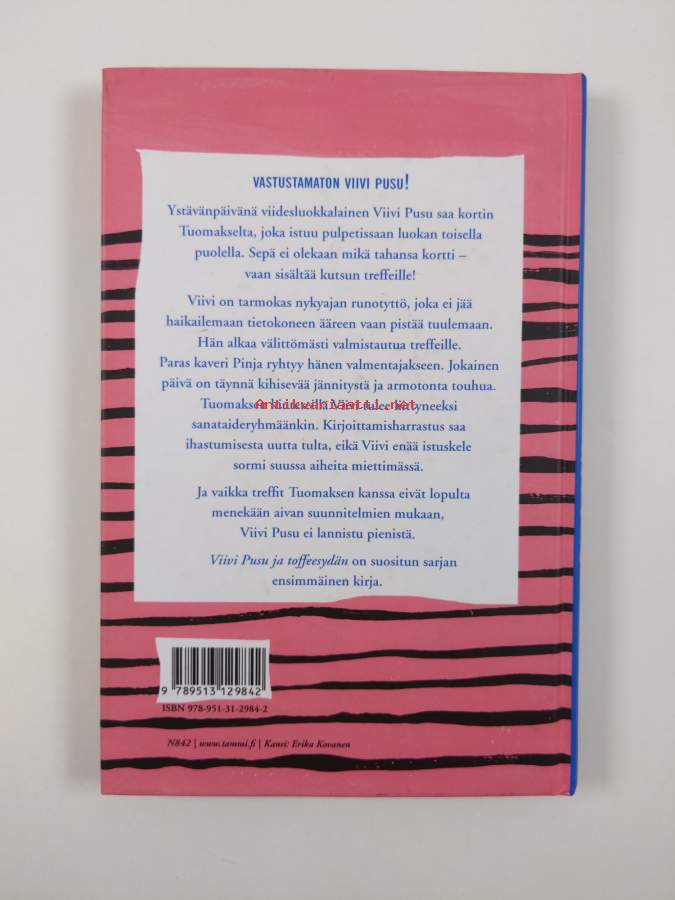 VASTUSTAMATON VIIVI PUSU!
Ystävänpäivänä viidesluokkalainen Viivi Pusu saa kortin
Tuomakselta, joka istuu pulpetissaan luokan toisella
puolella. Sepä ei olekaan mikä tahansa kortti –
vaan sisältää kutsun treffeille!
Viivi on tarmokas nykyajan runotyttö, joka ei jää
haikailemaan tietokoneen ääreen vaan pistää tuulemaan.
Hän alkaa välittömästi valmistautua treffeille.
Paras kaveri Pinja ryhtyy hänen valmentajakseen. Jokainen
päivä on täynnä kihisevää jännitystä ja armotonta touhua.
Antikvariaatti.net
sanataideryhmäänkin. Kirjoittamisharrastus saa
ihastumisesta uutta tulta, eikä Viivi enää istuskele
sormi suussa aiheita miettimässä.
Ja vaikka treffit Tuomaksen kanssa eivät lopulta
menekään aivan suunnitelmien mukaan,
Viivi Pusu ei lannistu pienistä.
Viivi Pusu ja toffeesydän on suositun sarjan
ensimmäinen kirja.
9 789513 129842
ISBN 978-951-31-2984-2
N842 | www.tammi.fi | Kansi: Erika Kovanen